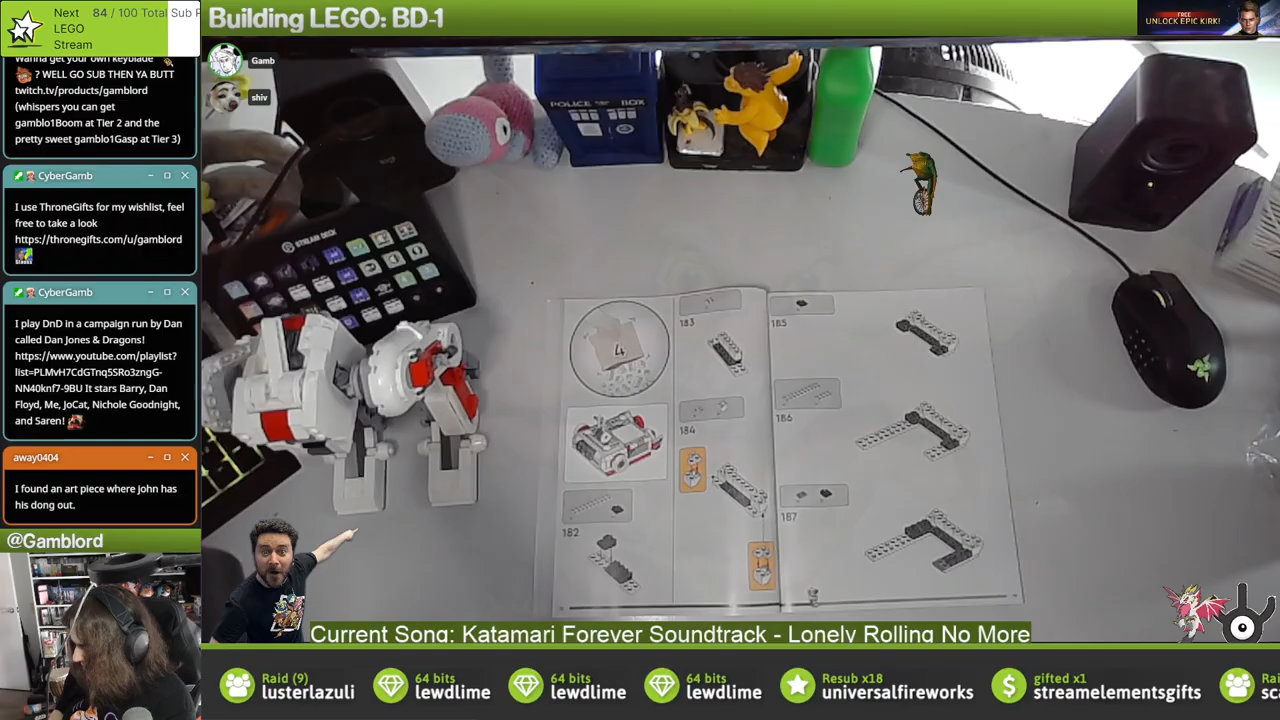 Next
LEGO
Stream
84 / 100 Total Sub P
Building LEGO: BD-1
FREE
UNLOCK EPIC KIRK!
Wanna get your own keyblade
? WELL GO SUB THEN YA BUTT
twitch.tv/products/gamblord
(whispers you can get
gamblo1Boom at Tier 2 and the
pretty sweet gamblo1Gasp at Tier 3)
CyberGamb
I use ThroneGifts for my wishlist, feel
free to take a look
https://thronegifts.com/u/gamblord
CyberGamb
I play DnD in a campaign run by Dan
called Dan Jones & Dragons!
https://www.youtube.com/playlist?
list=PLMvH7CdGTnq5SRo3zngG-
NN40knf7-9BU It stars Barry, Dan
Floyd, Me, JoCat, Nichole Goodnight,
and Saren!
away0404
I found an art piece where john has
his dong out.
@Gamblord
Gamb
shiv
POLICE BOX
STREAM DECK
4
182
183
184
185
186
187
Current Song: Katamari Forever Soundtrack - Lonely Rolling No More
Raid (9)
lusterlazuli
64 bits
lewdlime
64 bits
lewdlime
64 bits
lewdlime
Resub x18
universalfireworks
gifted x1
streamelementsgifts
Rai
sc